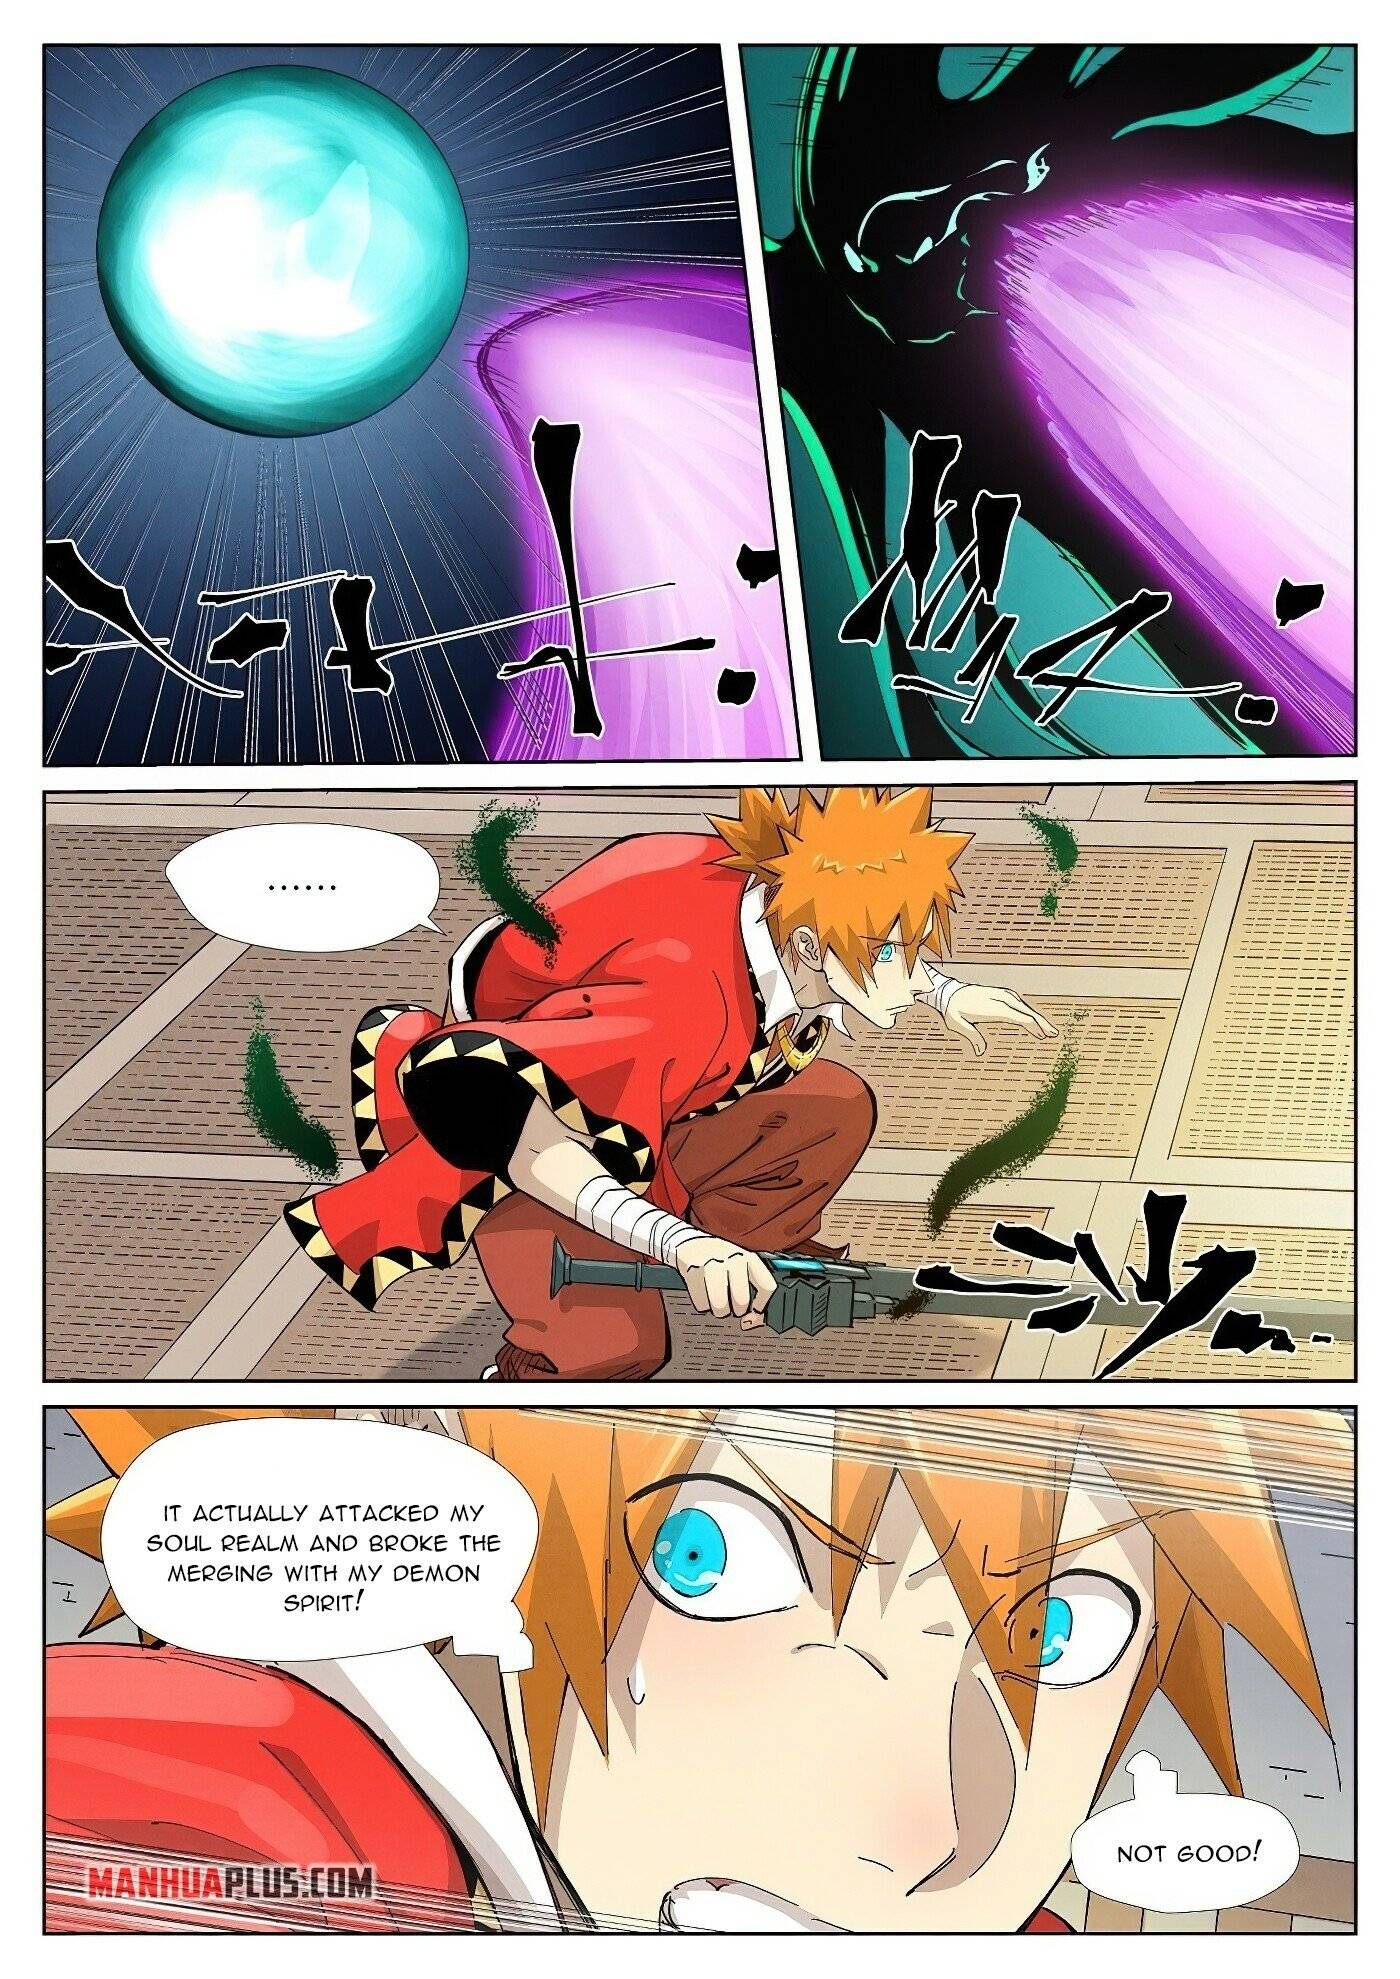 ......
IT ACTUALLY ATTACKED MY
SOUL REALM AND BROKE THE
MERGING WITH MY DEMON
SPIRIT!
NOT GOOD!
MANHUAPLUS.COM